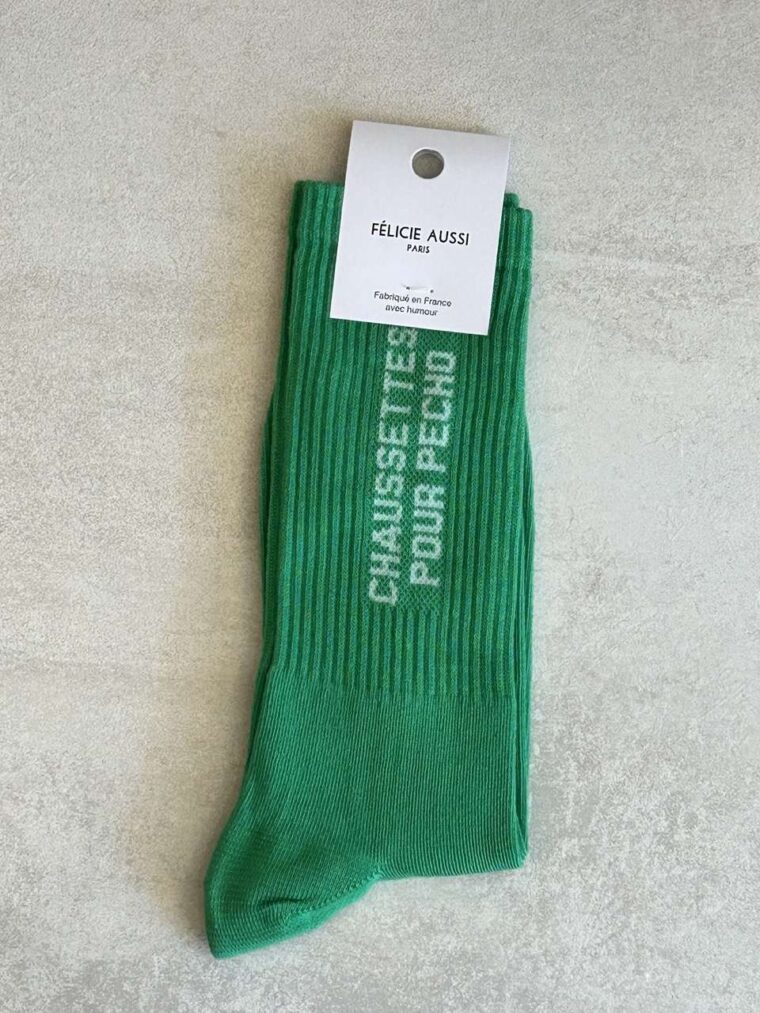 FÉLICIE AUSSI
PARIS
Fabriqué en France
avec humour
CHAUSSETTES
POUR PECHO